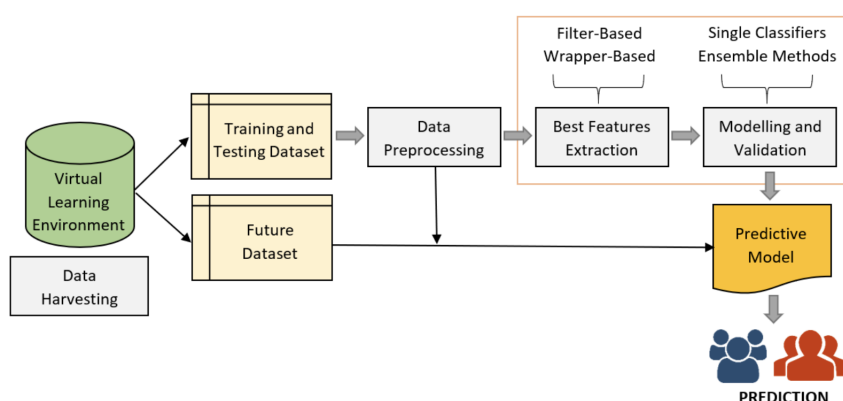 Filter-Based
Wrapper-Based
Single Classifiers
Ensemble Methods
Training and
Testing Dataset
Data
Preprocessing
Best Features
Extraction
Modelling and
Validation
Virtual
Learning
Environment
Future
Dataset
Predictive
Model
Data
Harvesting
PREDICTION